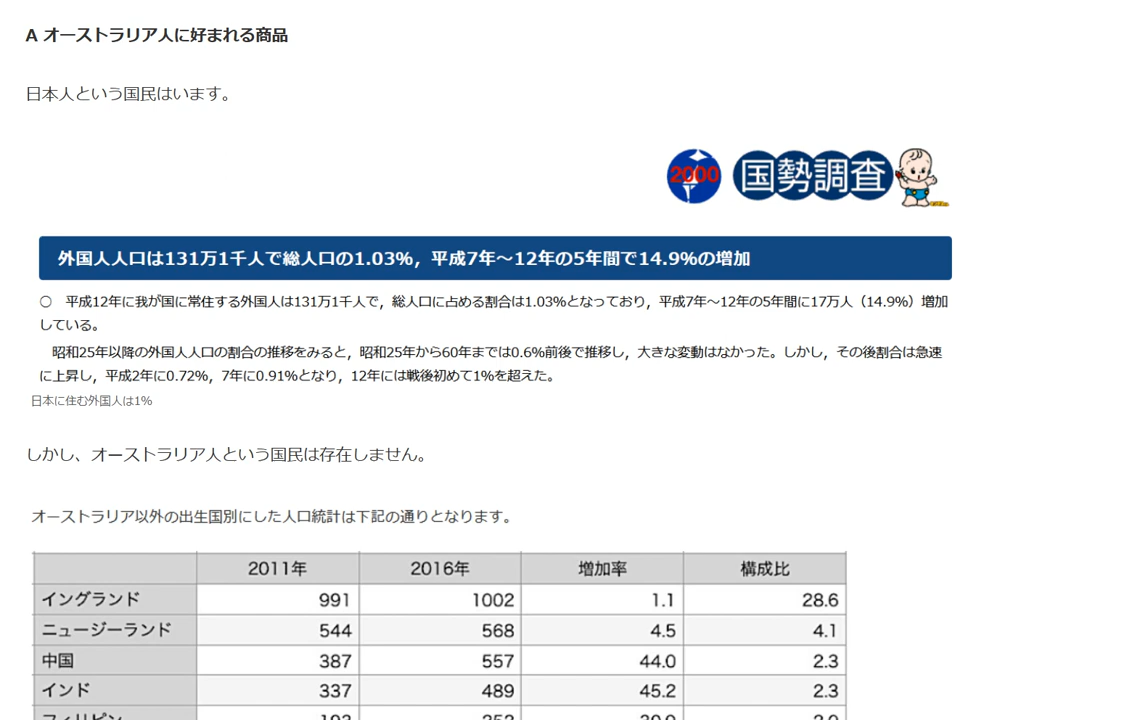 A オーストラリア人に好まれる商品
日本人という国民はいます。
2000 国勢調査
外国人人口は131万1千人で総人口の1.03%，平成7年～12年の5年間で14.9%の増加
○　平成12年に我が国に常住する外国人は131万1千人で，総人口に占める割合は1.03%となっており，平成7年～12年の5年間に17万人（14.9%）増加
している。
　昭和25年以降の外国人人口の割合の推移をみると，昭和25年から60年までは0.6%前後で推移し，大きな変動はなかった。しかし，その後割合は急速
に上昇し，平成2年に0.72%，7年に0.91%となり，12年には戦後初めて1%を超えた。
日本に住む外国人は1%
しかし、オーストラリア人という国民は存在しません。
オーストラリア以外の出生国別にした人口統計は下記の通りとなります。
2011年 2016年 増加率 構成比
イングランド 991 1002 1.1 28.6
ニュージーランド 544 568 4.5 4.1
中国 387 557 44.0 2.3
インド 337 489 45.2 2.3
フィリピン